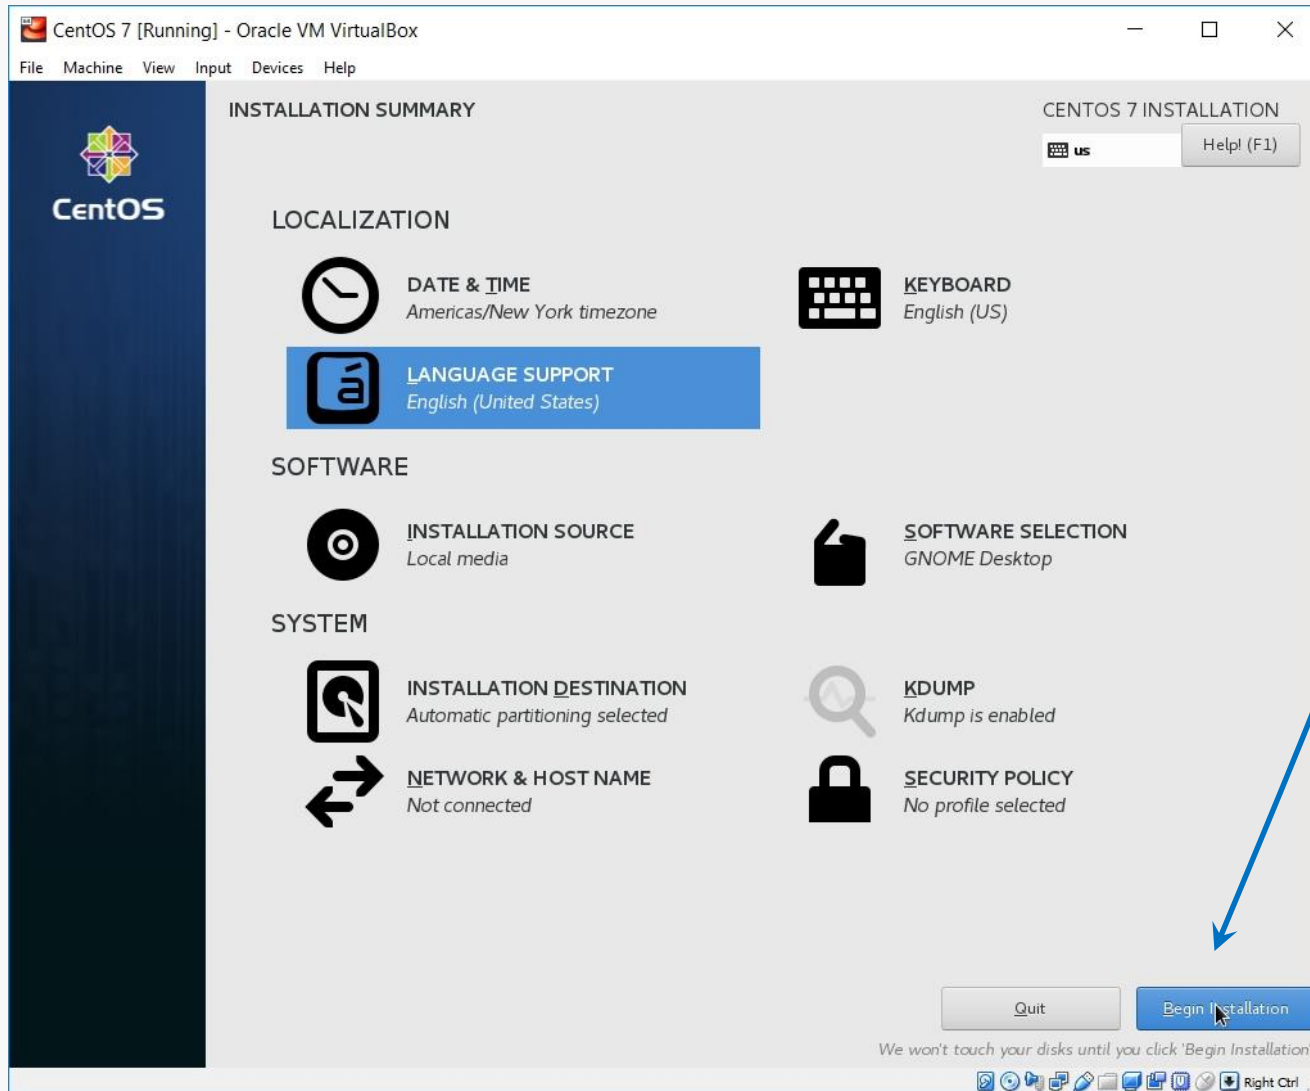 CentOS 7 [Running] - Oracle VM VirtualBox
File Machine View Input Devices Help
INSTALLATION SUMMARY
CENTOS 7 INSTALLATION
us
Help! (F1)
CentOS
LOCALIZATION
DATE & TIME
Americas/New York timezone
KEYBOARD
English (US)
á
LANGUAGE SUPPORT
English (United States)
SOFTWARE
INSTALLATION SOURCE
Local media
SOFTWARE SELECTION
GNOME Desktop
SYSTEM
INSTALLATION DESTINATION
Automatic partitioning selected
KDUMP
Kdump is enabled
NETWORK & HOST NAME
Not connected
SECURITY POLICY
No profile selected
Quit
Begin Installation
We won't touch your disks until you click 'Begin Installation'
Right Ctrl